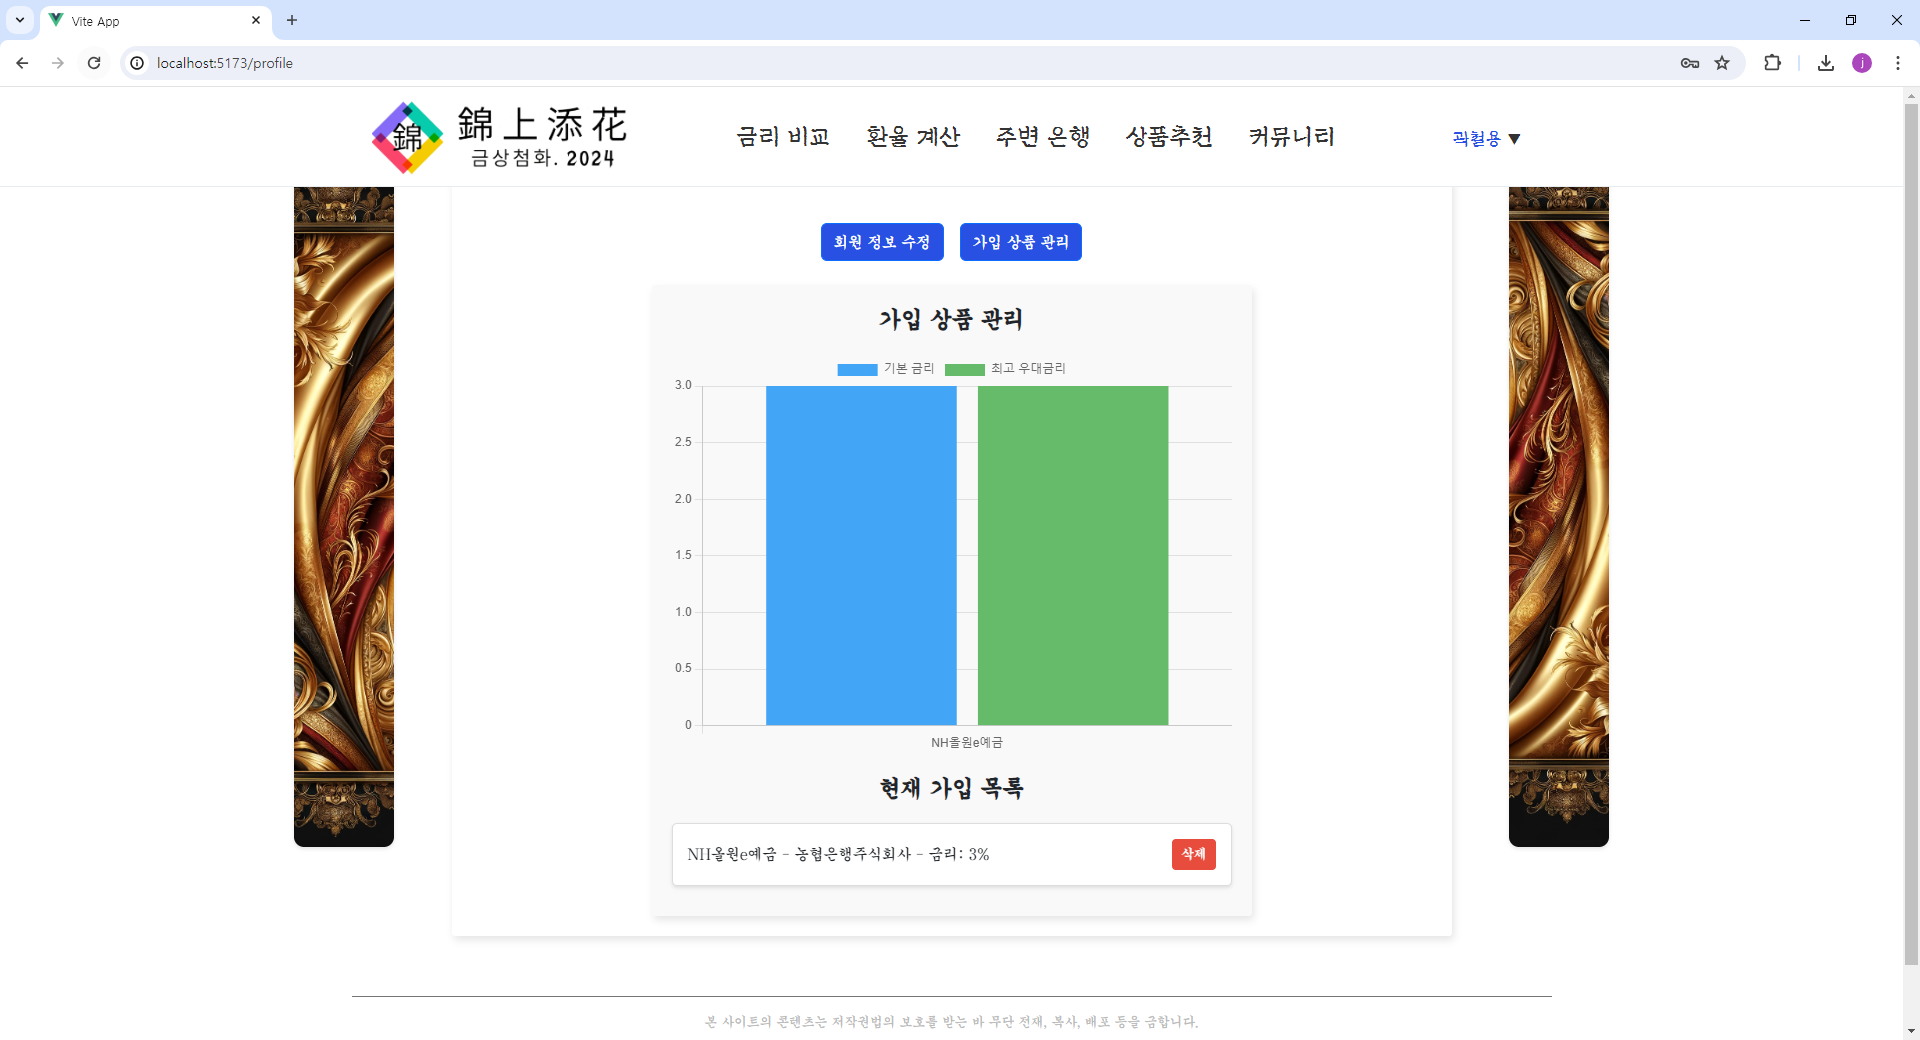 Vite App
localhost:5173/profile
j
錦
錦上添花
금상첨화. 2024
금리 비교
환율 계산
주변 은행
상품추천
커뮤니티
곽철용 ▼
회원 정보 수정
가입 상품 관리
가입 상품 관리
기본 금리
최고 우대금리
3.0
2.5
2.0
1.5
1.0
0.5
0
NH올원e예금
현재 가입 목록
NH올원e예금 - 농협은행주식회사 - 금리: 3%
삭제
본 사이트의 콘텐츠는 저작권법의 보호를 받는 바 무단 전재, 복사, 배포 등을 금합니다.